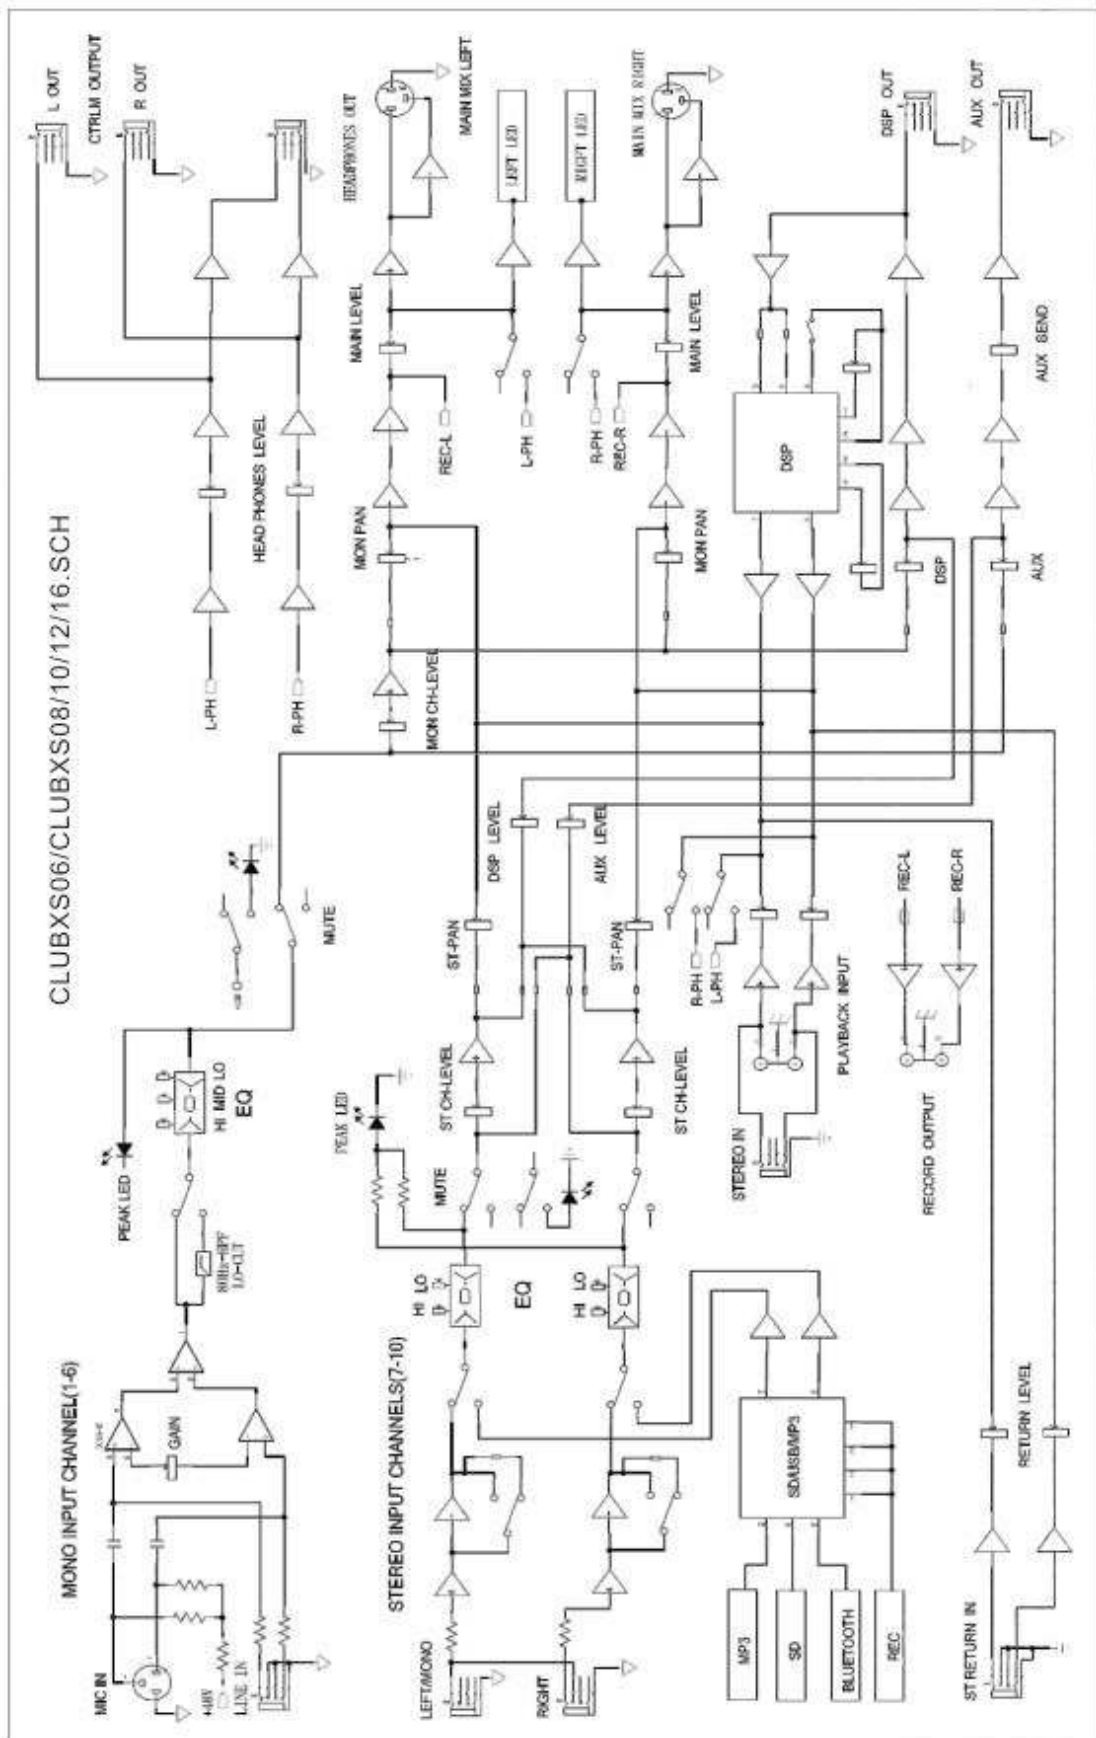 CLUBXS06/CLUBXS08/10/12/16.SCH
MONO INPUT CHANNEL(1-6)
MIC IN
+48V
LINE IN
GAIN
80Hz-HPF
LO-CUT
PEAK LED
HI MID LO
EQ
MUTE
L-PH
R-PH
HEAD PHONES LEVEL
L OUT
CTRLM OUTPUT
R OUT
HEADPHONES OUT
STEREO INPUT CHANNELS(7-10)
LEFT/MONO
RIGHT
HI LO
EQ
HI LO
PEAK LED
MUTE
ST CH-LEVEL
ST CH-LEVEL
ST-PAN
ST-PAN
DSP LEVEL
AUX LEVEL
MON CH-LEVEL
MON PAN
MON PAN
REC-L
L-PH
R-PH
REC-R
MAIN LEVEL
MAIN LEVEL
LEFT LED
RIGHT LED
MAIN MIX LEFT
MAIN MIX RIGHT
MP3
SD
BLUETOOTH
REC
SD/USB/MP3
STEREO IN
PLAYBACK INPUT
R-PH
L-PH
RECORD OUTPUT
REC-L
REC-R
DSP
DSP
AUX
AUX SEND
DSP OUT
AUX OUT
ST RETURN IN
RETURN LEVEL